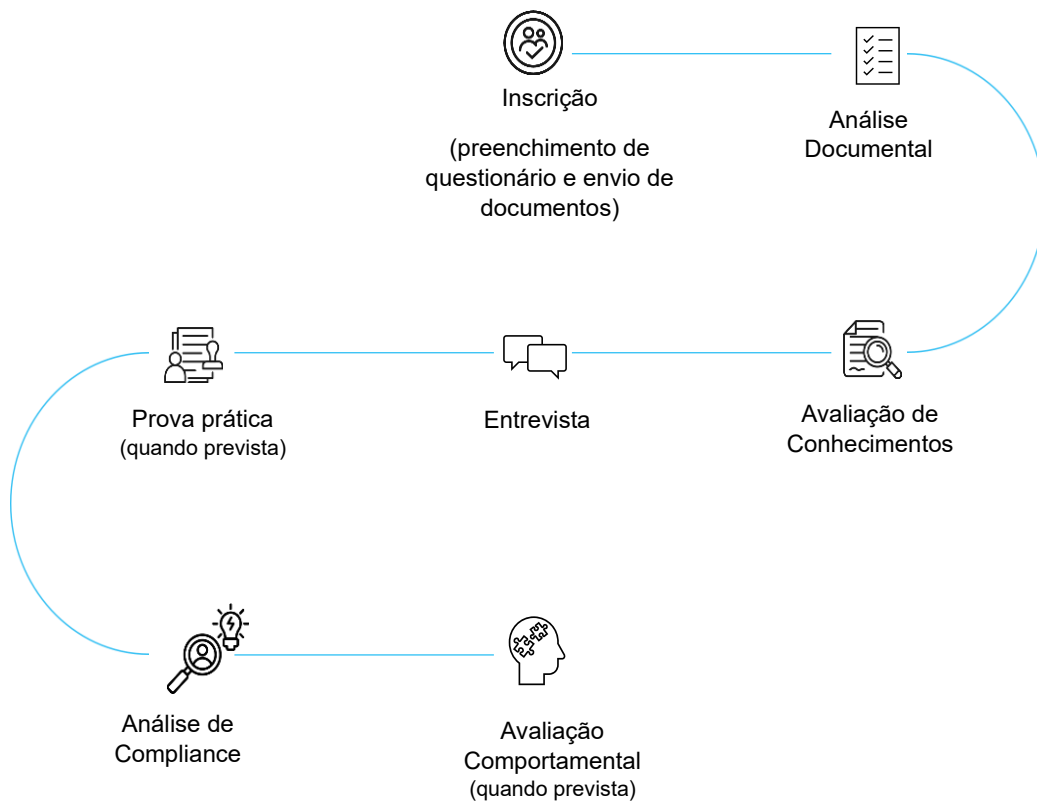 Inscrição
(preenchimento de
questionário e envio de
documentos)
Análise
Documental
Avaliação de
Conhecimentos
Entrevista
Prova prática
(quando prevista)
Análise de
Compliance
Avaliação
Comportamental
(quando prevista)